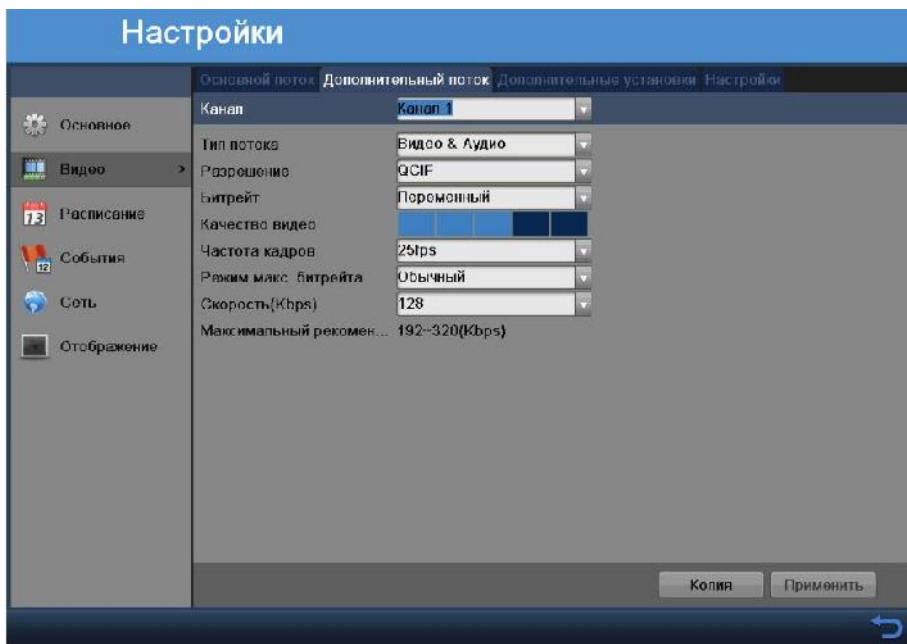 Настройки
Основной поток Дополнительный поток Дополнительные установки Настройки
Канал Канал 1
Основное
Тип потока Видео & Аудио
Видео > Разрешение QCIF
Битрейт Переменный
Расписание
Качество видео
События
Частота кадров 25fps
Режим макс. битрейта Обычный
Сеть
Скорость(Kbps) 128
Максимальный рекомен... 192~320(Kbps)
Отображение
13
12
Копия Применить